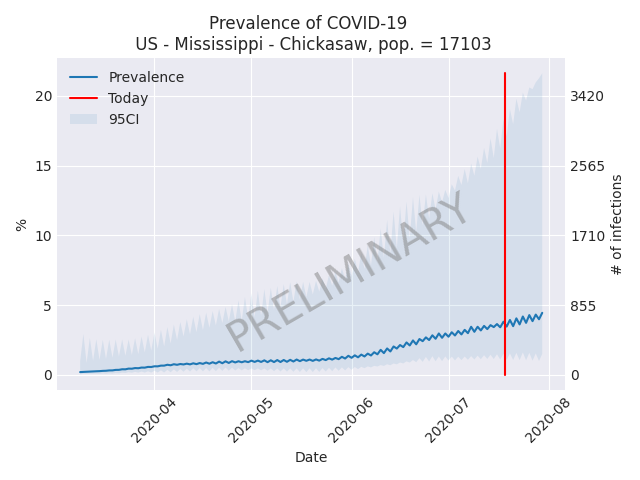 Prevalence of COVID-19
US - Mississippi - Chickasaw, pop. = 17103
Prevalence
Today
95CI
20
15
10
5
0
%
3420
2565
1710
855
0
# of infections
PRELIMINARY
2020-04
2020-05
2020-06
2020-07
2020-08
Date